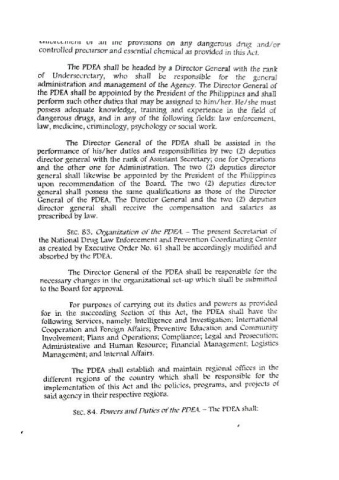 enforcement of all the provisions on any dangerous drug and/or
controlled precursor and essential chemical as provided in this Act.
The PDEA shall be headed by a Director General with the rank
of Undersecretary, who shall be responsible for the general
administration and management of the Agency. The Director General of
the PDEA shall be appointed by the President of the Philippines and shall
perform such other duties that may be assigned to him/her. He/she must
possess adequate knowledge, training and experience in the field of
dangerous drugs, and in any of the following fields: law enforcement,
law, medicine, criminology, psychology or social work.
The Director General of the PDEA shall be assisted in the
performance of his/her duties and responsibilities by two (2) deputies
director general with the rank of Assistant Secretary; one for Operations
and the other one for Administration. The two (2) deputies director
general shall likewise be appointed by the President of the Philippines
upon recommendation of the Board. The two (2) deputies director
general shall possess the same qualifications as those of the Director
General of the PDEA. The Director General and the two (2) deputies
director general shall receive the compensation and salaries as
prescribed by law.
SEC. 83. Organization of the PDEA. – The present Secretariat of
the National Drug Law Enforcement and Prevention Coordinating Center
as created by Executive Order No. 61 shall be accordingly modified and
absorbed by the PDEA.
The Director General of the PDEA shall be responsible for the
necessary changes in the organizational set-up which shall be submitted
to the Board for approval.
For purposes of carrying out its duties and powers as provided
for in the succeeding Section of this Act, the PDEA shall have the
following Services, namely: Intelligence and Investigation; International
Cooperation and Foreign Affairs; Preventive Education and Community
Involvement; Plans and Operations; Compliance; Legal and Prosecution;
Administrative and Human Resource; Financial Management; Logistics
Management; and Internal Affairs.
The PDEA shall establish and maintain regional offices in the
different regions of the country which shall be responsible for the
implementation of this Act and the policies, programs, and projects of
said agency in their respective regions.
SEC. 84. Powers and Duties of the PDEA. – The PDEA shall: